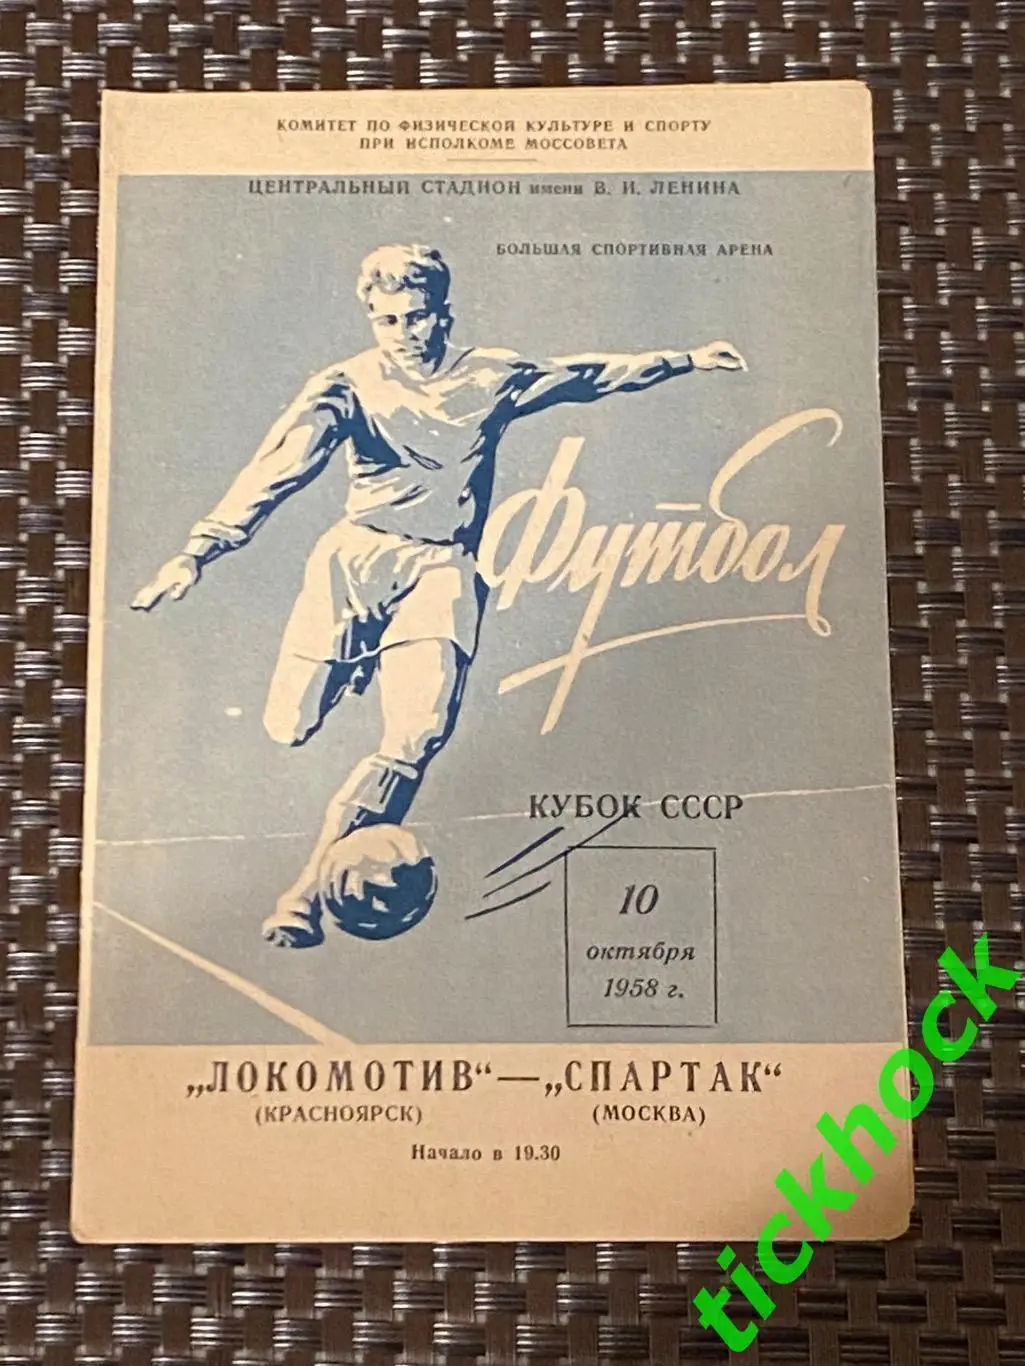 КОМИТЕТ ПО ФИЗИЧЕСКОЙ КУЛЬТУРЕ И СПОРТУ
ПРИ ИСПОЛКОМЕ МОССОВЕТА
ЦЕНТРАЛЬНЫЙ СТАДИОН имени В. И. ЛЕНИНА
БОЛЬШАЯ СПОРТИВНАЯ АРЕНА
Футбол
КУБОК СССР
10
октября
1958 г.
„ЛОКОМОТИВ“ — „СПАРТАК“
(КРАСНОЯРСК) (МОСКВА)
Начало в 19.30
tickhock